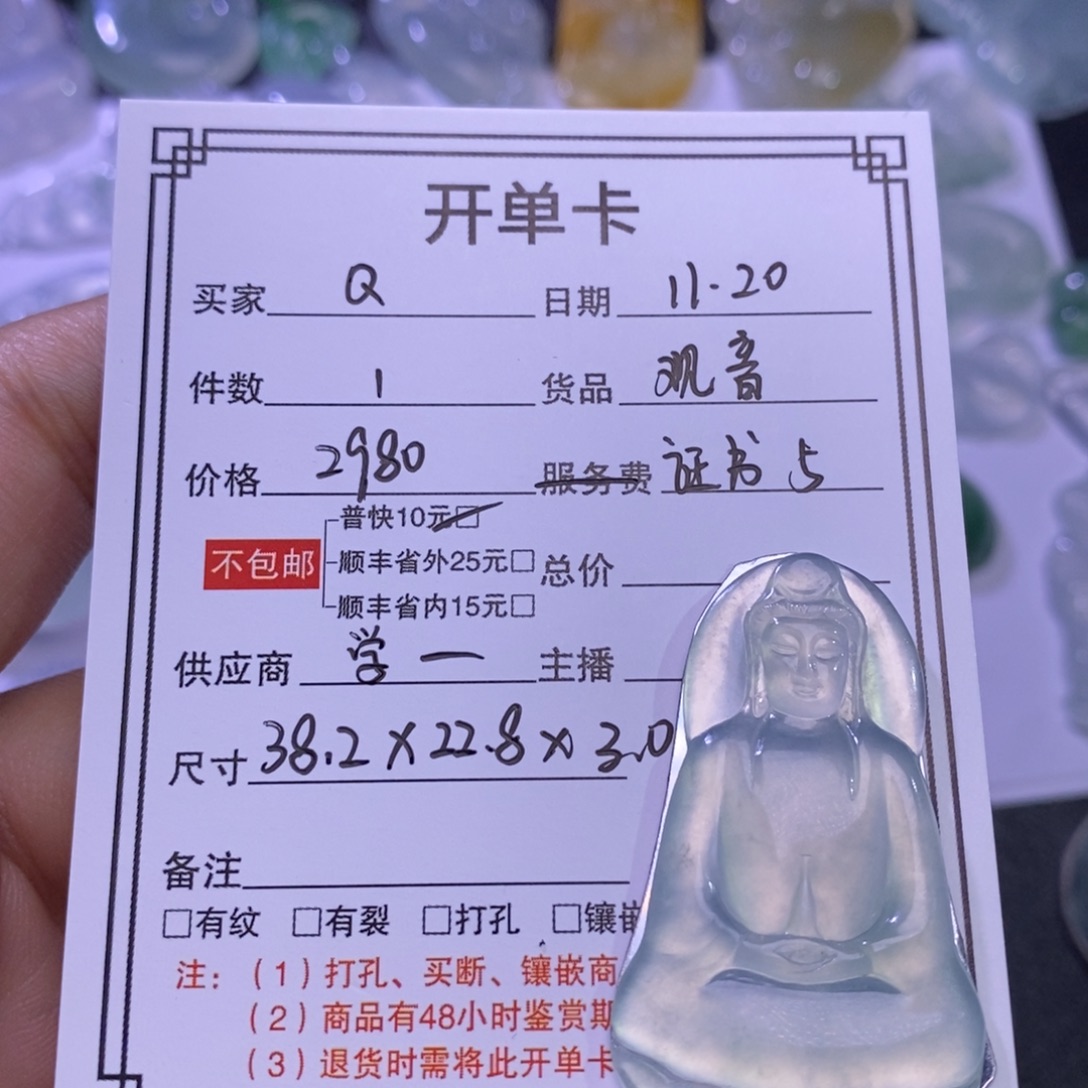 开单卡
买家 Q 日期 11.20
件数 1 货品 观音
价格 2980 服务费 证书 5
普快10元□
不包邮 顺丰省外25元□ 总价
顺丰省内15元□
供应商 学一 主播
尺寸 38.2×22.8×3.0
备注
□有纹 □有裂 □打孔 □镶嵌
注：（1）打孔、买断、镶嵌商
（2）商品有48小时鉴赏期
（3）退货时需将此开单卡